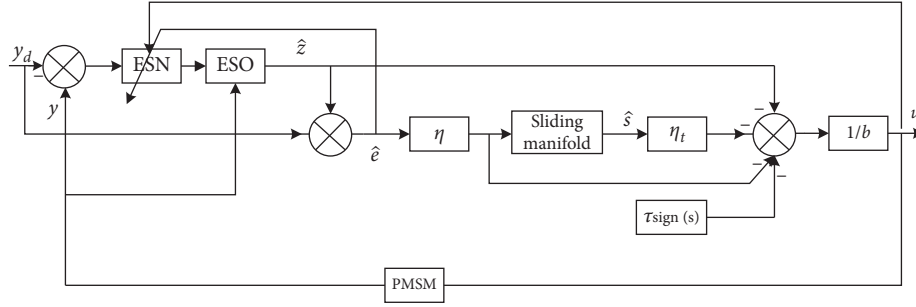 y_d
−
y
ESN
ESO
ẑ
ê
η
Sliding
manifold
ŝ
η_t
−
−
−
−
1/b
u
τsign (s)
PMSM